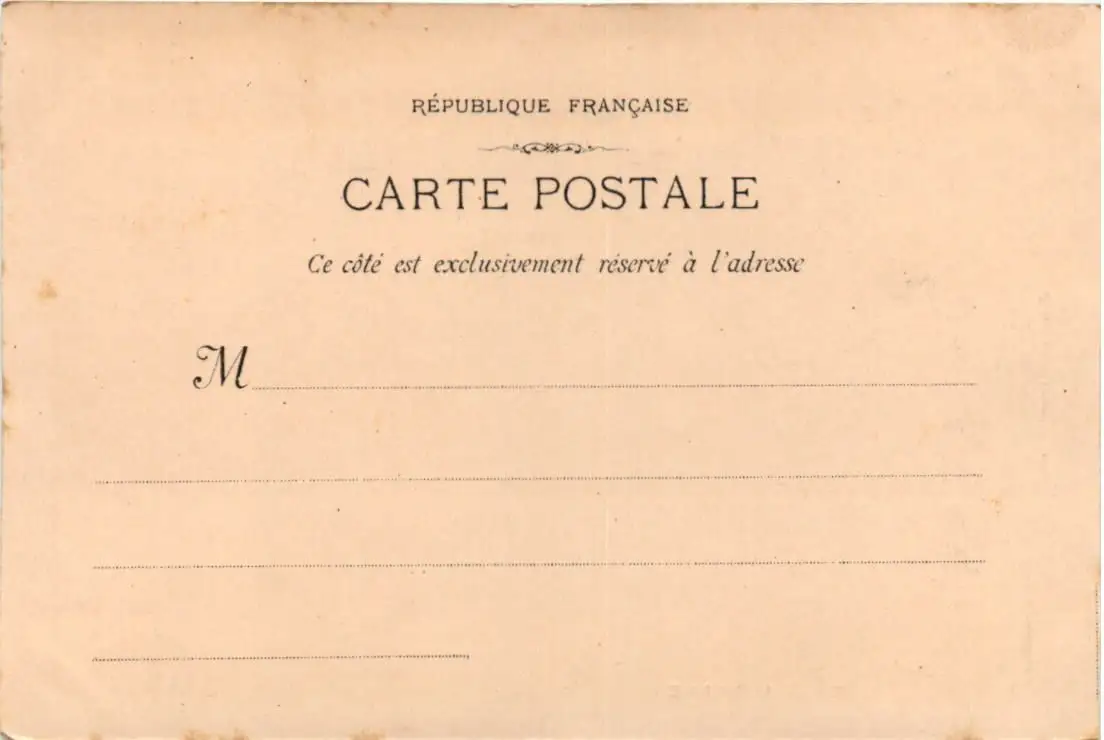 RÉPUBLIQUE FRANÇAISE
CARTE POSTALE
Ce côté est exclusivement réservé à l'adresse
M